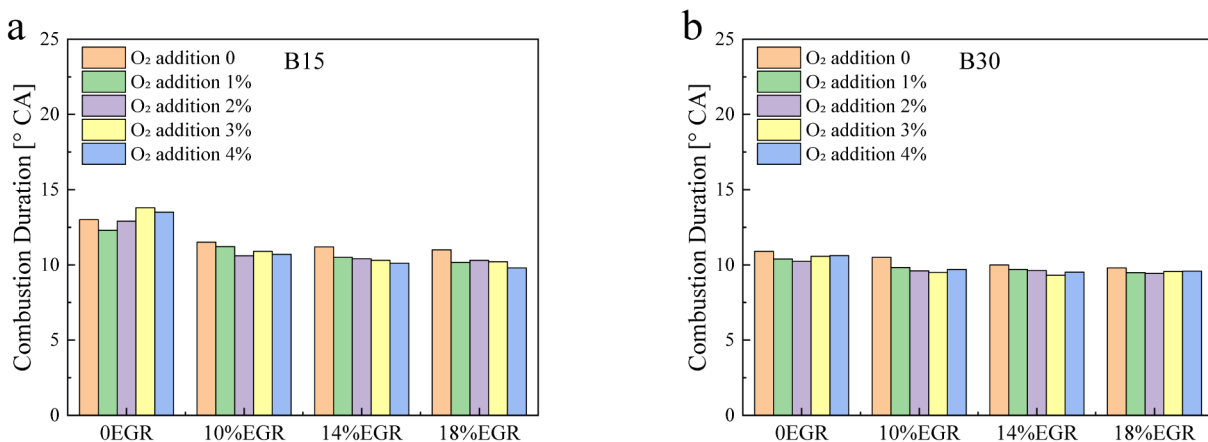 a
B15
O₂ addition 0
O₂ addition 1%
O₂ addition 2%
O₂ addition 3%
O₂ addition 4%
Combustion Duration [° CA]
25
20
15
10
5
0
0EGR 10%EGR 14%EGR 18%EGR
b
B30
O₂ addition 0
O₂ addition 1%
O₂ addition 2%
O₂ addition 3%
O₂ addition 4%
Combustion Duration [° CA]
25
20
15
10
5
0
0EGR 10%EGR 14%EGR 18%EGR